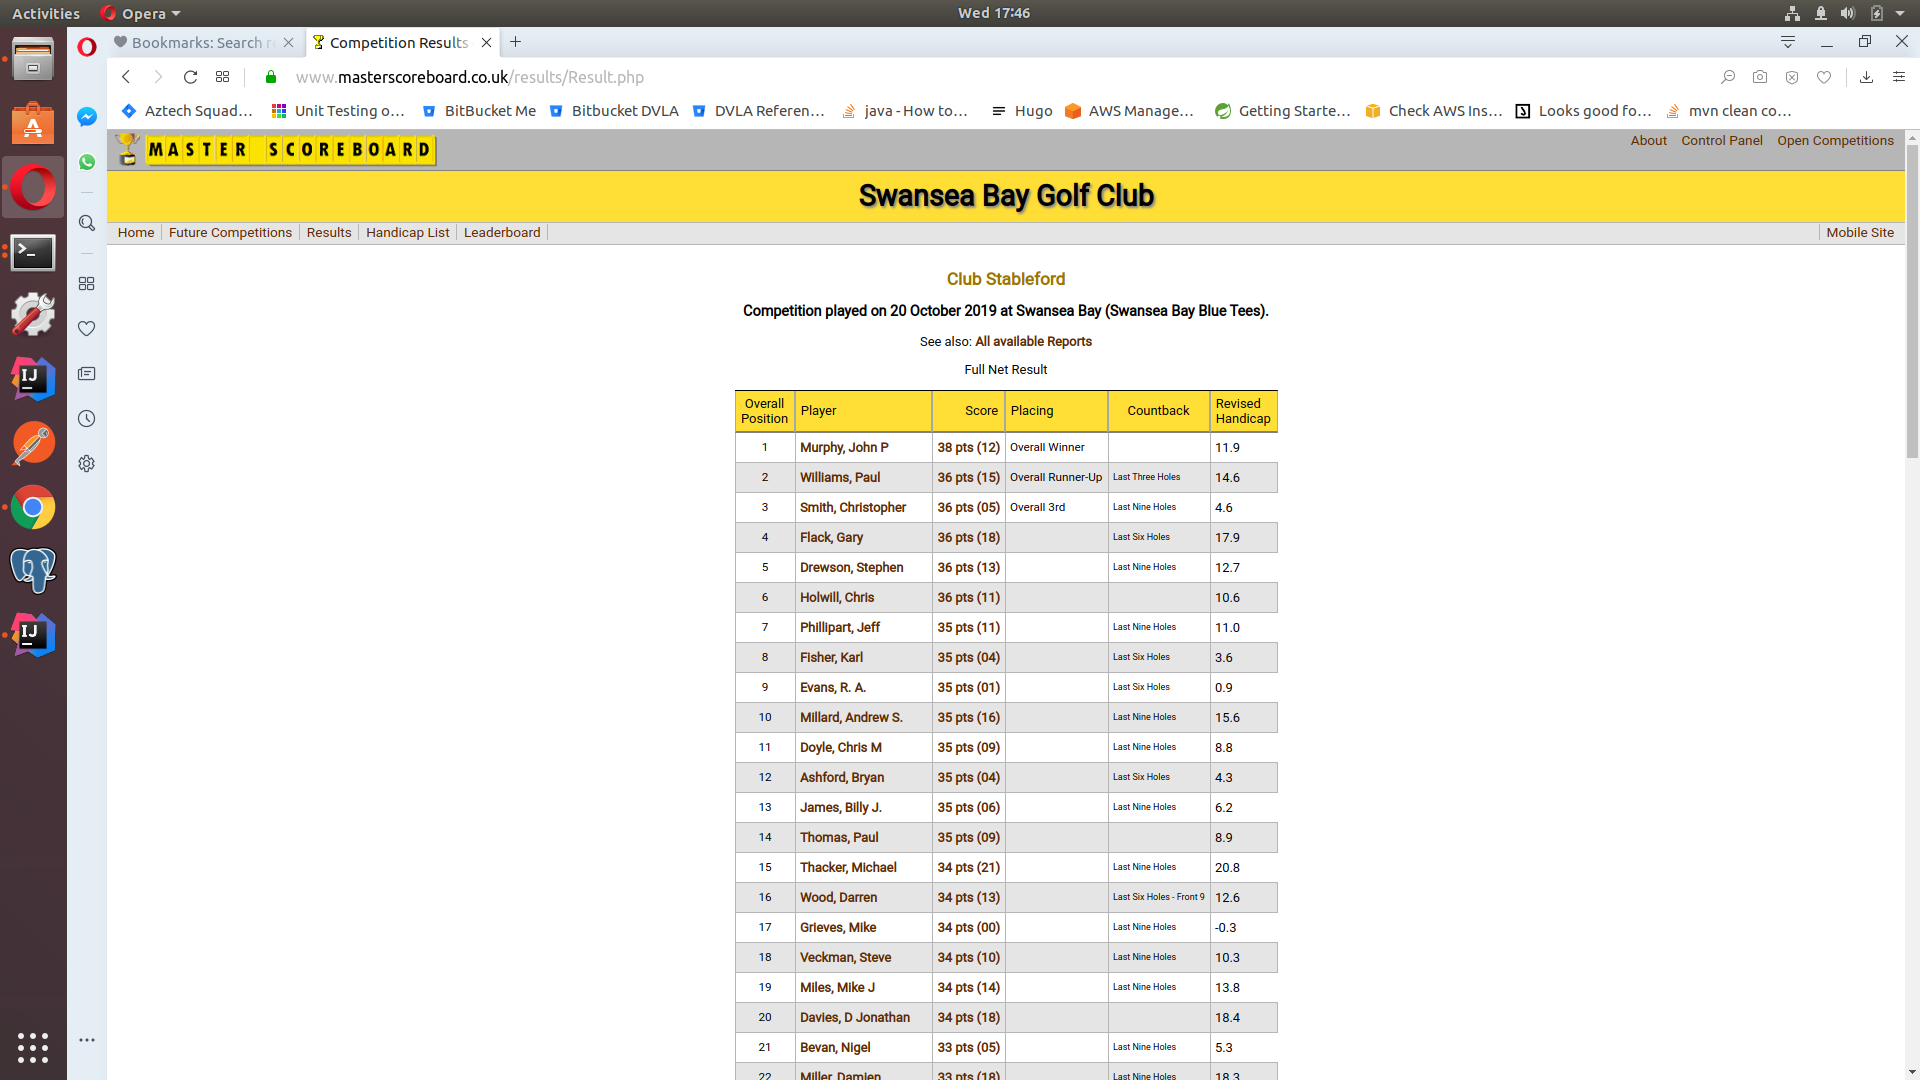 Activities
Opera
Wed 17:46
Bookmarks: Search r
Competition Results
www.masterscoreboard.co.uk/results/Result.php
Aztech Squad... Unit Testing o... BitBucket Me Bitbucket DVLA DVLA Referen... java - How to... Hugo AWS Manage... Getting Starte... Check AWS Ins... Looks good fo... mvn clean co...
MASTER SCOREBOARD
About Control Panel Open Competitions
Swansea Bay Golf Club
Home Future Competitions Results Handicap List Leaderboard Mobile Site
Club Stableford
Competition played on 20 October 2019 at Swansea Bay (Swansea Bay Blue Tees).
See also: All available Reports
Full Net Result
Overall Position Player Score Placing Countback Revised Handicap
1 Murphy, John P 38 pts (12) Overall Winner 11.9
2 Williams, Paul 36 pts (15) Overall Runner-Up Last Three Holes 14.6
3 Smith, Christopher 36 pts (05) Overall 3rd Last Nine Holes 4.6
4 Flack, Gary 36 pts (18) Last Six Holes 17.9
5 Drewson, Stephen 36 pts (13) Last Nine Holes 12.7
6 Holwill, Chris 36 pts (11) 10.6
7 Phillipart, Jeff 35 pts (11) Last Nine Holes 11.0
8 Fisher, Karl 35 pts (04) Last Six Holes 3.6
9 Evans, R. A. 35 pts (01) Last Six Holes 0.9
10 Millard, Andrew S. 35 pts (16) Last Nine Holes 15.6
11 Doyle, Chris M 35 pts (09) Last Nine Holes 8.8
12 Ashford, Bryan 35 pts (04) Last Six Holes 4.3
13 James, Billy J. 35 pts (06) Last Nine Holes 6.2
14 Thomas, Paul 35 pts (09) 8.9
15 Thacker, Michael 34 pts (21) Last Nine Holes 20.8
16 Wood, Darren 34 pts (13) Last Six Holes - Front 9 12.6
17 Grieves, Mike 34 pts (00) Last Nine Holes -0.3
18 Veckman, Steve 34 pts (10) Last Nine Holes 10.3
19 Miles, Mike J 34 pts (14) Last Nine Holes 13.8
20 Davies, D Jonathan 34 pts (18) 18.4
21 Bevan, Nigel 33 pts (05) Last Nine Holes 5.3
22 Miller, Damien 33 pts (18) Last Nine Holes 18.3